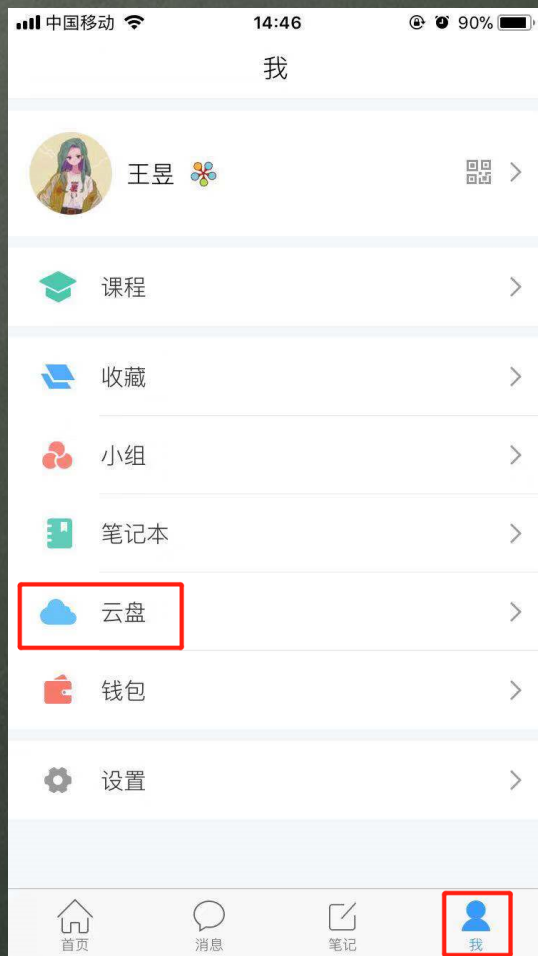 中国移动 14:46 90%
我
王昱
课程
收藏
小组
笔记本
云盘
钱包
设置
首页 消息 笔记 我